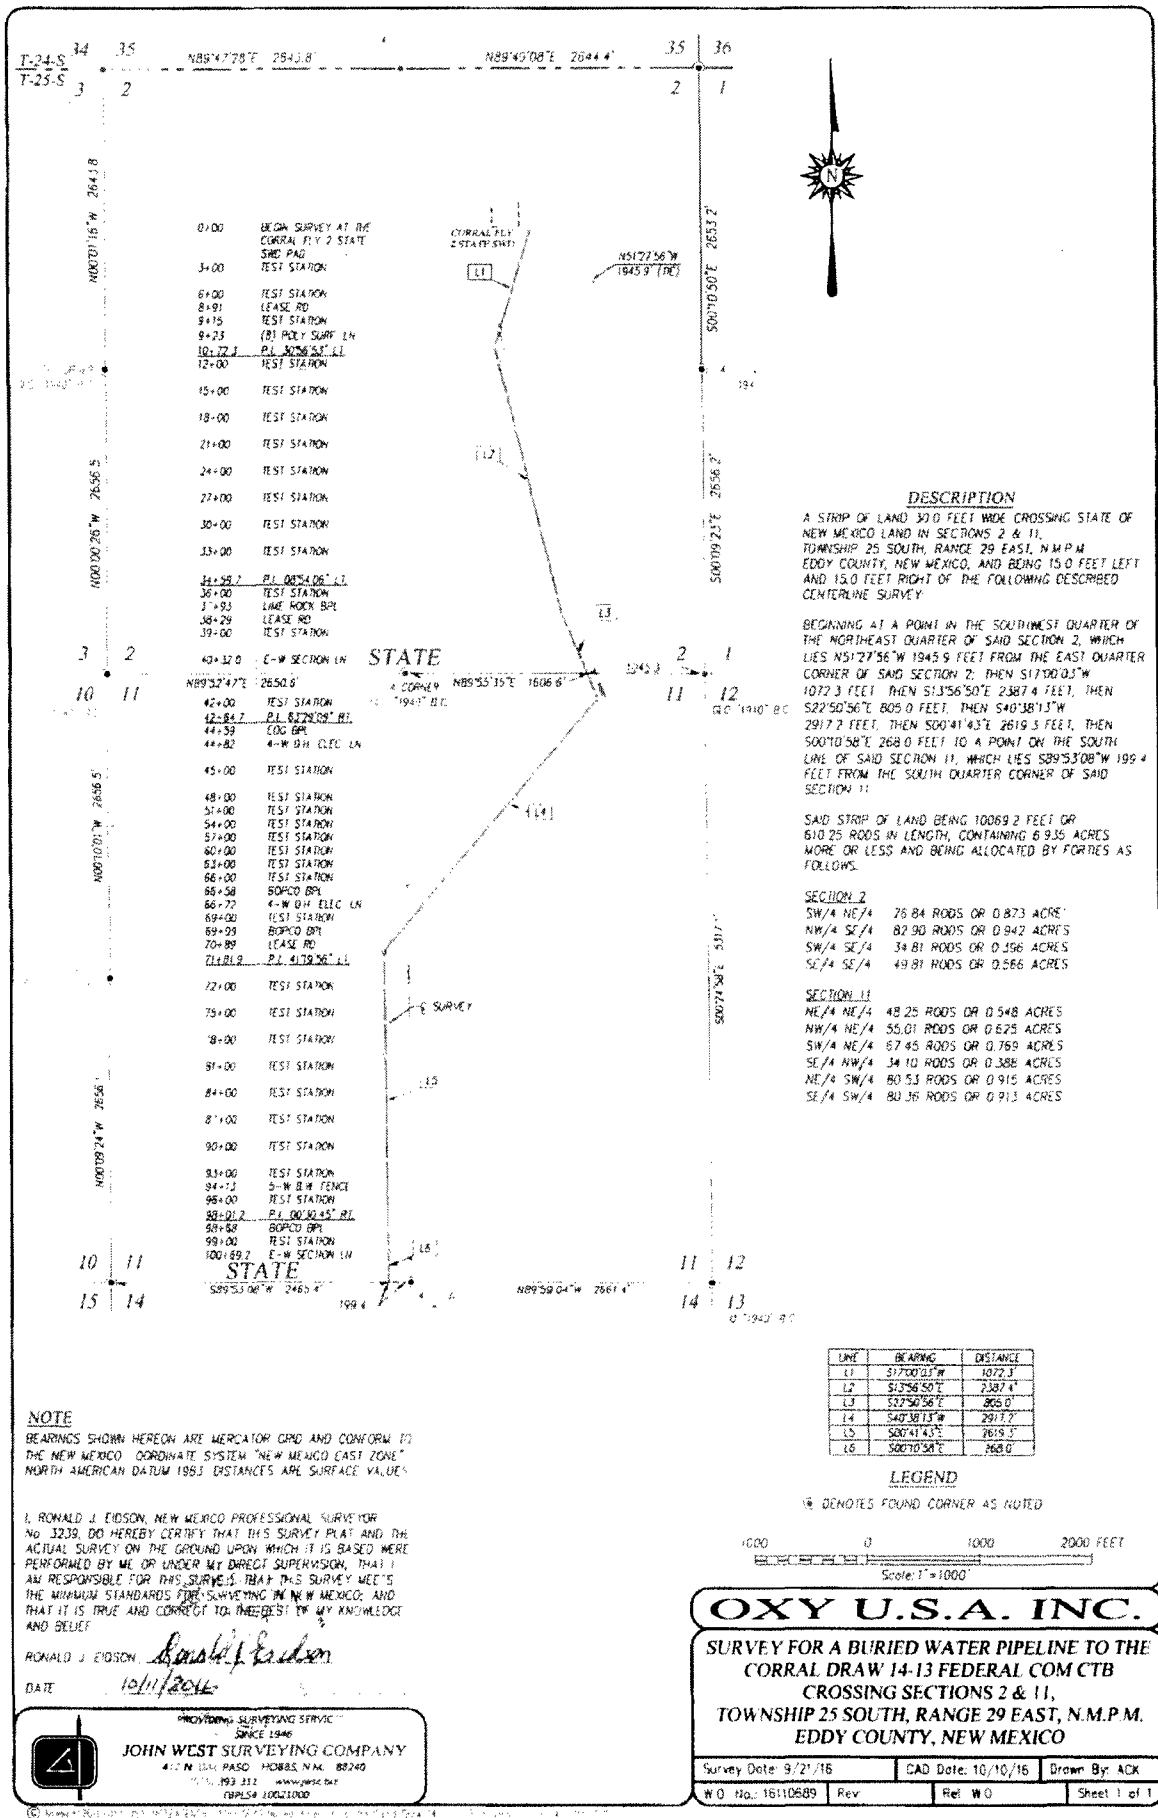 T-24-S
T-25-S
34 35
3 2
N89°47'28"E 2643.8'
N89°49'08"E 2644.4'
35 36
2 1
N00°01'16"W 2643.8
S00°10'50"E 2653.2'
N
0+00 BEGIN SURVEY AT THE
CORRAL FLY 2 STATE
SWD PAD
3+00 TEST STATION
6+00 TEST STATION
8+91 LEASE RD
9+15 TEST STATION
9+23 (8) POLY SURF LN
10+72.3 P.I. 30°56'53" LT
12+00 TEST STATION
15+00 TEST STATION
18+00 TEST STATION
21+00 TEST STATION
24+00 TEST STATION
27+00 TEST STATION
30+00 TEST STATION
33+00 TEST STATION
34+59.7 P.I. 08°54'06" LT
36+00 TEST STATION
LIME ROCK BPL
38+29 LEASE RD
39+00 TEST STATION
40+32.0 E-W SECTION LN
CORRAL FLY
2 STATE SWD
L1
N51°27'56"W
1945.9' (TIE)
L2
L3
N00°00'26"W 2656.5
S00°09'23"E 2656.2'
3 2
10 11
STATE
N89°52'47"E 2650.6'
CORNER
N89°55'35"E 1606.6'
2 1
11 12
42+00 TEST STATION
42+64.7 P.I. 63°29'09" RT
44+59 COG BPL
44+82 4-W O.H. ELEC LN
45+00 TEST STATION
48+00 TEST STATION
51+00 TEST STATION
54+00 TEST STATION
57+00 TEST STATION
60+00 TEST STATION
63+00 TEST STATION
66+00 TEST STATION
66+58 BOPCO BPL
66+72 4-W O.H. ELEC LN
69+00 TEST STATION
69+99 BOPCO BPL
70+89 LEASE RD
71+81.9 P.I. 41°19'56" LT
72+00 TEST STATION
75+00 TEST STATION
78+00 TEST STATION
81+00 TEST STATION
84+00 TEST STATION
87+00 TEST STATION
90+00 TEST STATION
93+00 TEST STATION
94+13 5-W B.W. FENCE
96+00 TEST STATION
98+01.2 P.I. 00°30'45" RT
98+68 BOPCO BPL
99+00 TEST STATION
100+69.2 E-W SECTION LN
L4
℄ SURVEY
L5
L6
10 11
15 14
STATE
S89°53'08"W 2465.4'
199.4
N89°59'04"W 2661.4'
11 12
14 13
DESCRIPTION
A STRIP OF LAND 30.0 FEET WIDE CROSSING STATE OF
NEW MEXICO LAND IN SECTIONS 2 & 11,
TOWNSHIP 25 SOUTH, RANGE 29 EAST, N.M.P.M.
EDDY COUNTY, NEW MEXICO, AND BEING 15.0 FEET LEFT
AND 15.0 FEET RIGHT OF THE FOLLOWING DESCRIBED
CENTERLINE SURVEY:
BEGINNING AT A POINT IN THE SOUTHWEST QUARTER OF
THE NORTHEAST QUARTER OF SAID SECTION 2, WHICH
LIES N51°27'56"W 1945.9 FEET FROM THE EAST QUARTER
CORNER OF SAID SECTION 2; THEN S17°00'03"W
1072.3 FEET, THEN S13°56'50"E 2387.4 FEET, THEN
S22°50'56"E 805.0 FEET, THEN S40°38'13"W
2917.2 FEET, THEN S00°41'43"E 2619.3 FEET, THEN
S00°10'58"E 268.0 FEET TO A POINT ON THE SOUTH
LINE OF SAID SECTION 11, WHICH LIES S89°53'08"W 199.4
FEET FROM THE SOUTH QUARTER CORNER OF SAID
SECTION 11
SAID STRIP OF LAND BEING 10069.2 FEET OR
610.25 RODS IN LENGTH, CONTAINING 6.935 ACRES
MORE OR LESS AND BEING ALLOCATED BY FORTIES AS
FOLLOWS.
SECTION 2
SW/4 NE/4 76.84 RODS OR 0.873 ACRE
NW/4 SE/4 82.90 RODS OR 0.942 ACRES
SW/4 SE/4 34.81 RODS OR 0.396 ACRES
SE/4 SE/4 49.81 RODS OR 0.566 ACRES
SECTION 11
NE/4 NE/4 48.25 RODS OR 0.548 ACRES
NW/4 NE/4 55.01 RODS OR 0.625 ACRES
SW/4 NE/4 67.45 RODS OR 0.769 ACRES
SE/4 NW/4 34.10 RODS OR 0.388 ACRES
NE/4 SW/4 80.53 RODS OR 0.915 ACRES
SE/4 SW/4 80.36 RODS OR 0.913 ACRES
LINE BEARING DISTANCE
L1 S17°00'03"W 1072.3'
L2 S13°56'50"E 2387.4'
L3 S22°50'56"E 805.0'
L4 S40°38'13"W 2917.2'
L5 S00°41'43"E 2619.3'
L6 S00°10'58"E 268.0'
LEGEND
DENOTES FOUND CORNER AS NOTED
1000 0 1000 2000 FEET
Scale: 1"=1000'
NOTE
BEARINGS SHOWN HEREON ARE MERCATOR GRID AND CONFORM TO
THE NEW MEXICO OORDINATE SYSTEM "NEW MEXICO EAST ZONE"
NORTH AMERICAN DATUM 1983 DISTANCES ARE SURFACE VALUES
I, RONALD J. EIDSON, NEW MEXICO PROFESSIONAL SURVEYOR
No. 3239, DO HEREBY CERTIFY THAT THIS SURVEY PLAT AND THE
ACTUAL SURVEY ON THE GROUND UPON WHICH IT IS BASED WERE
PERFORMED BY ME OR UNDER MY DIRECT SUPERVISION, THAT I
AM RESPONSIBLE FOR THIS SURVEY, THAT THIS SURVEY MEETS
THE MINIMUM STANDARDS FOR SURVEYING IN NEW MEXICO; AND
THAT IT IS TRUE AND CORRECT TO THE BEST OF MY KNOWLEDGE
AND BELIEF
RONALD J. EIDSON Ronald J Eidson
DATE 10/11/2016
PROVIDING SURVEYING SERVIC
SINCE 1946
JOHN WEST SURVEYING COMPANY
412 N. DAL PASO HOBBS, N.M. 88240
TBPLS# 10021000
OXY U.S.A. INC.
SURVEY FOR A BURIED WATER PIPELINE TO THE
CORRAL DRAW 14-13 FEDERAL COM CTB
CROSSING SECTIONS 2 & 11,
TOWNSHIP 25 SOUTH, RANGE 29 EAST, N.M.P.M.
EDDY COUNTY, NEW MEXICO
Survey Date: 9/21/16 CAD Date: 10/10/16 Drawn By: ACK
W.O. No.: 16110689 Rev Rel. W.O. Sheet 1 of 1